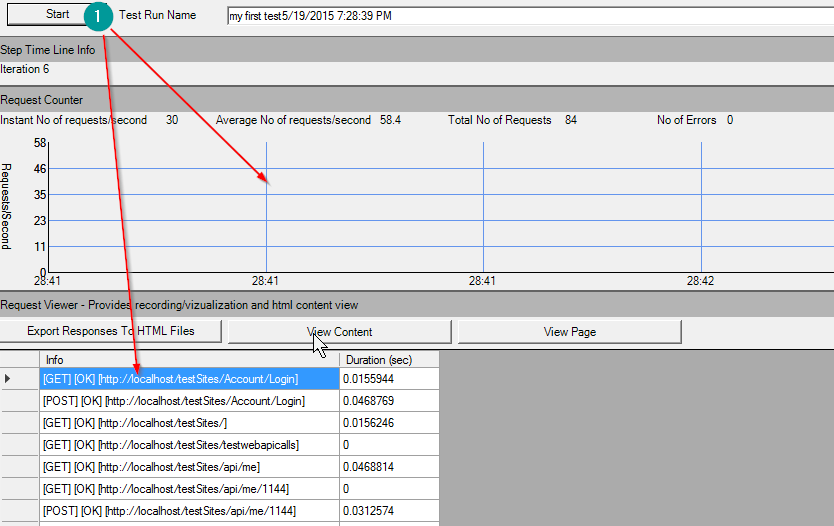 Start 1 Test Run Name my first test5/19/2015 7:28:39 PM
Step Time Line Info
Iteration 6
Request Counter
Instant No of requests/second 30 Average No of requests/second 58.4 Total No of Requests 84 No of Errors 0
Requests/Second
58
46
35
23
11
0
28:41 28:41 28:41 28:42
Request Viewer - Provides recording/vizualization and html content view
Export Responses To HTML Files View Content View Page
Info Duration (sec)
[GET] [OK] [http://localhost/testSites/Account/Login] 0.0155944
[POST] [OK] [http://localhost/testSites/Account/Login] 0.0468769
[GET] [OK] [http://localhost/testSites/] 0.0156246
[GET] [OK] [http://localhost/testSites/testwebapicalls] 0
[GET] [OK] [http://localhost/testSites/api/me] 0.0468814
[GET] [OK] [http://localhost/testSites/api/me/1144] 0
[POST] [OK] [http://localhost/testSites/api/me/1144] 0.0312574